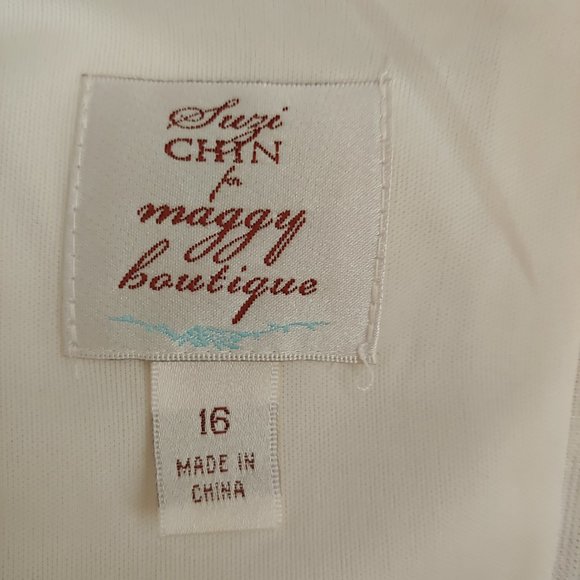 Suzi
CHIN
for
maggy
boutique
16
MADE IN
CHINA